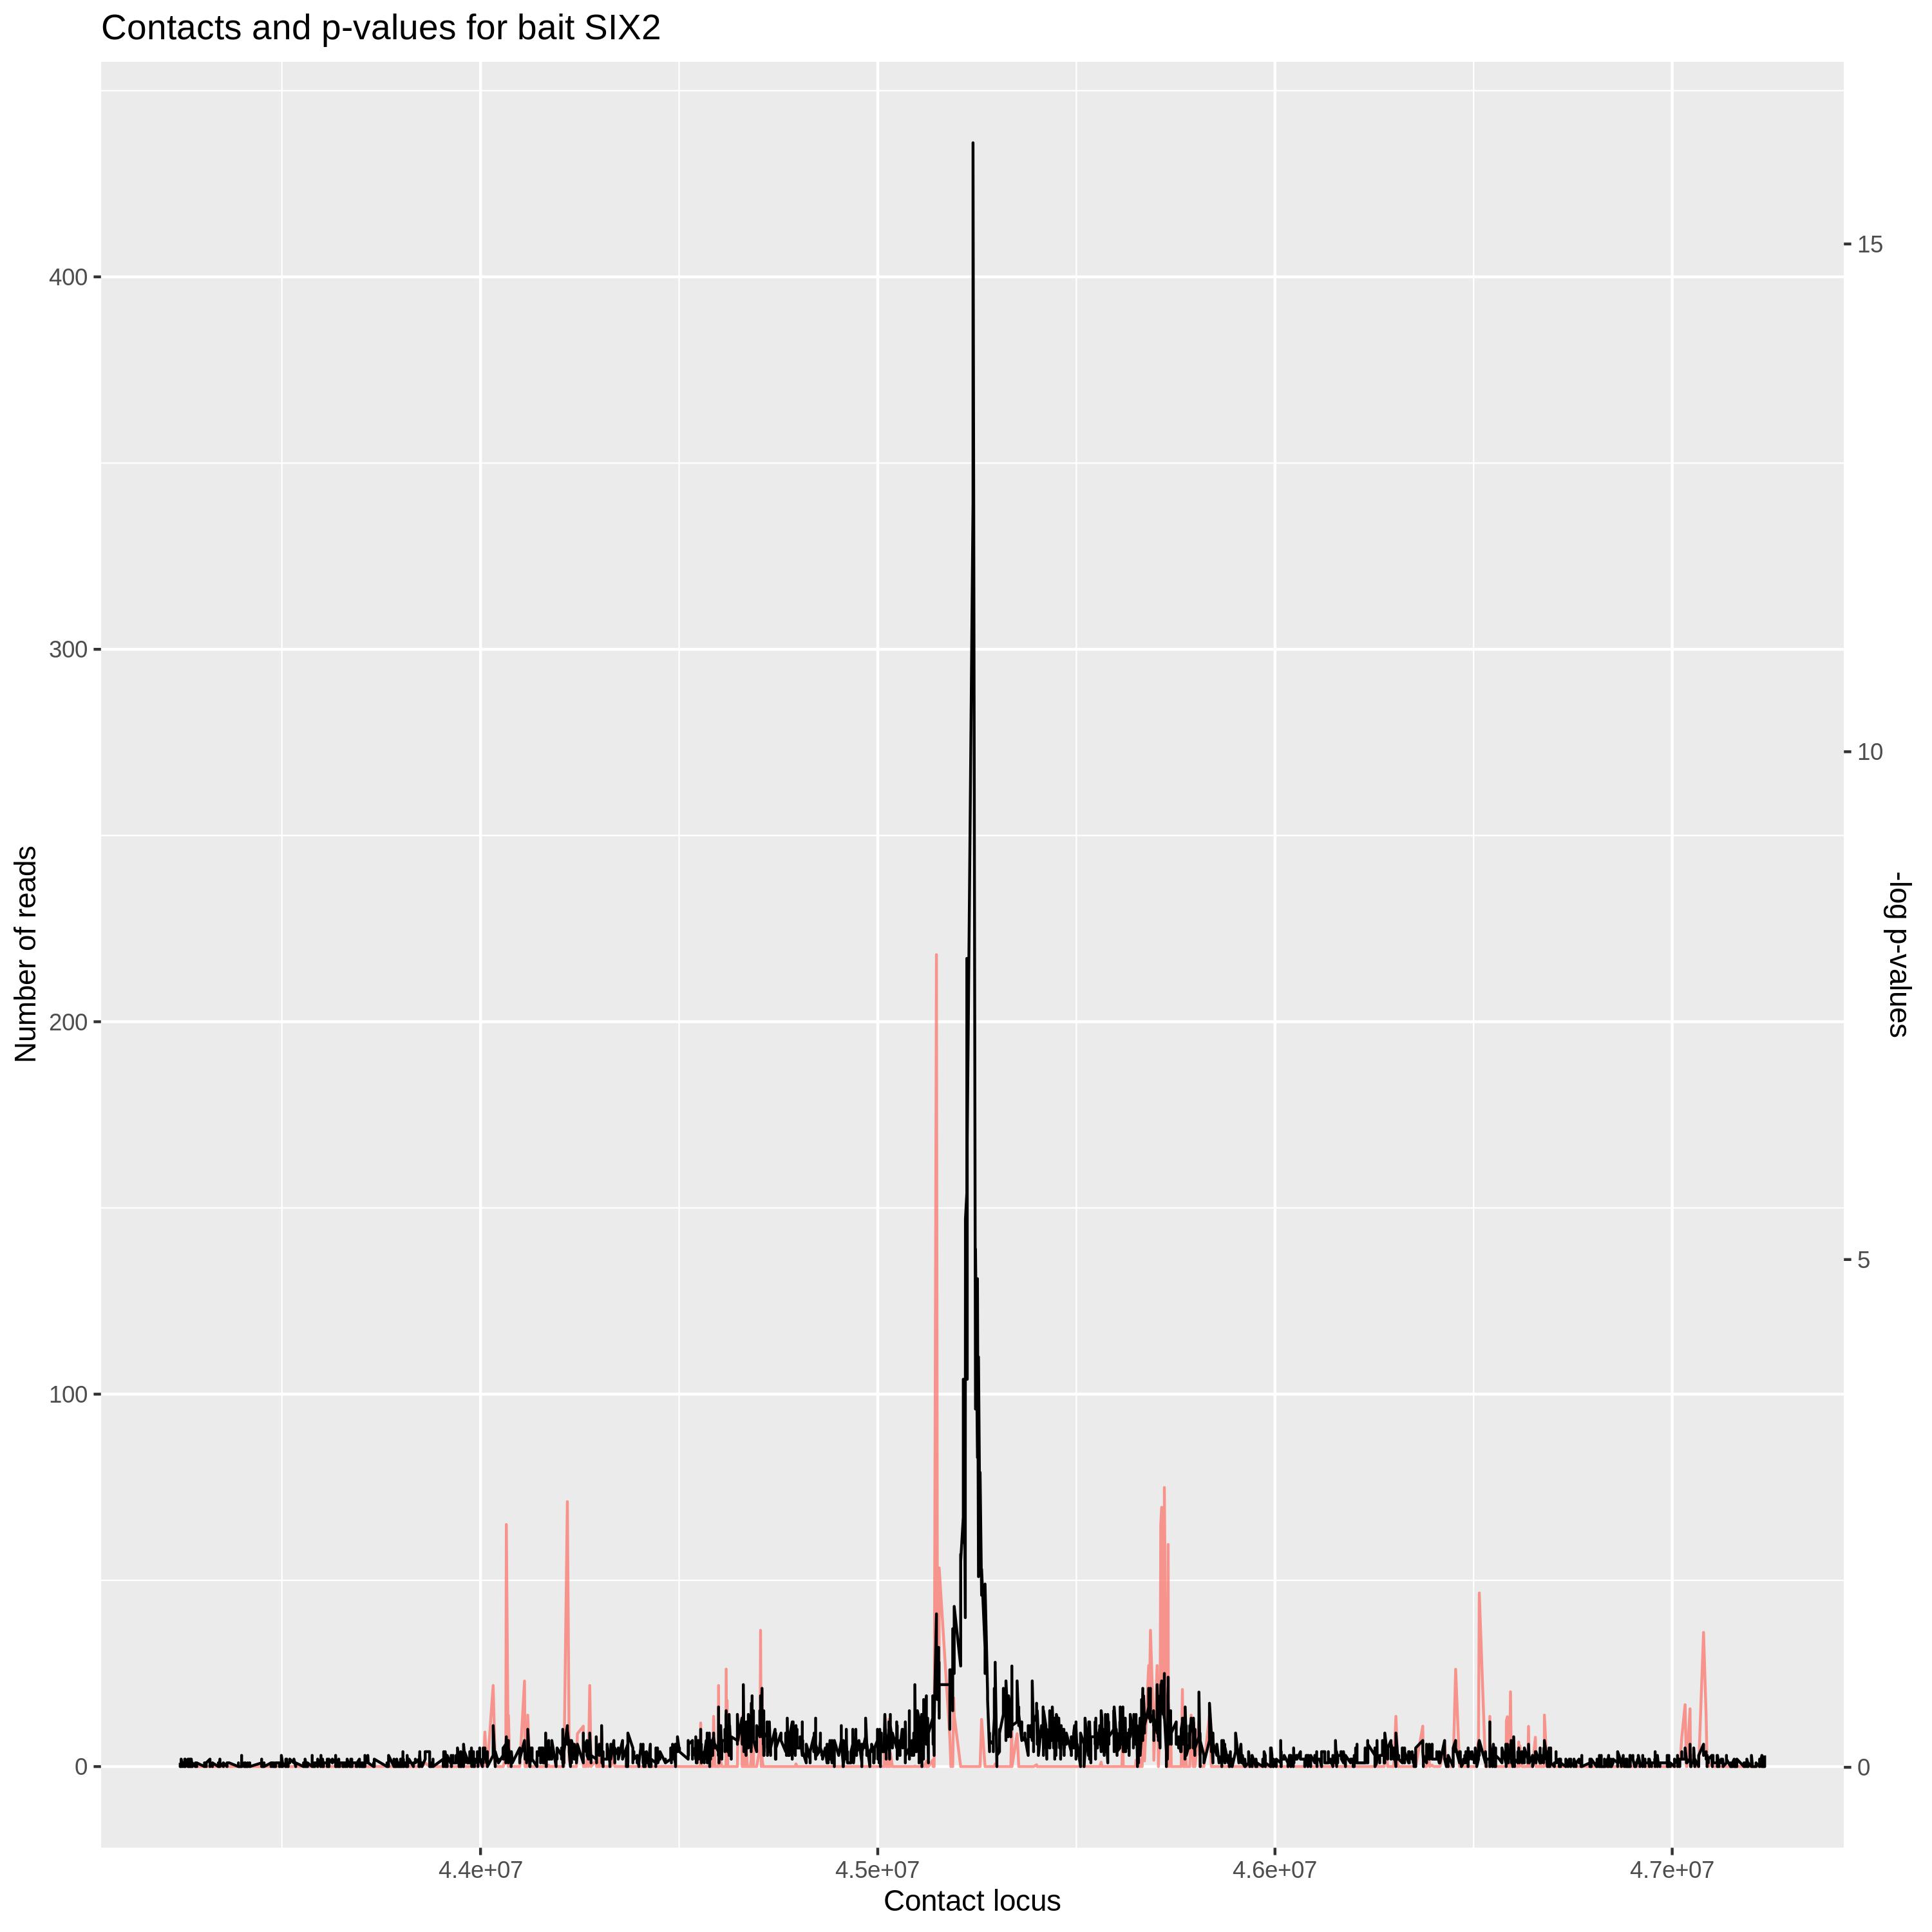 Contacts and p-values for bait SIX2
400
300
200
100
0
Number of reads
15
10
5
0
-log p-values
4.4e+07 4.5e+07 4.6e+07 4.7e+07
Contact locus